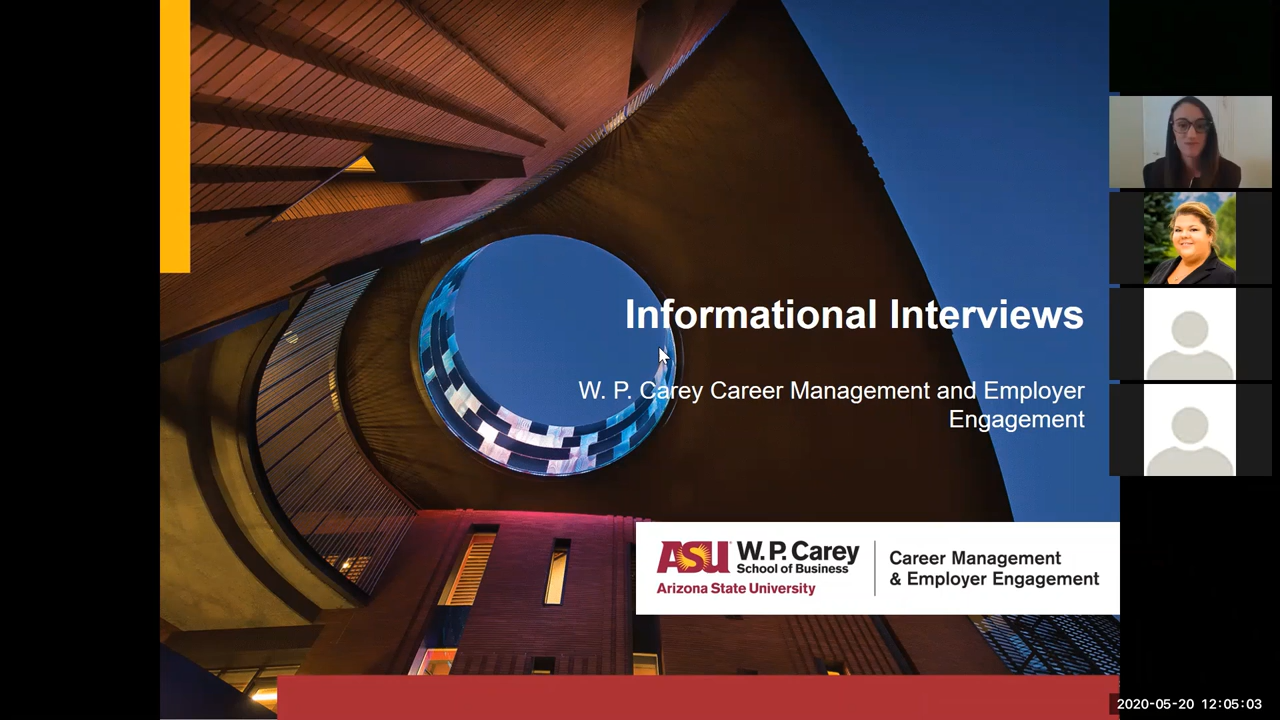 Informational Interviews
W. P. Carey Career Management and Employer
Engagement
ASU W. P. Carey
School of Business
Arizona State University
Career Management
& Employer Engagement
2020-05-20 12:05:03